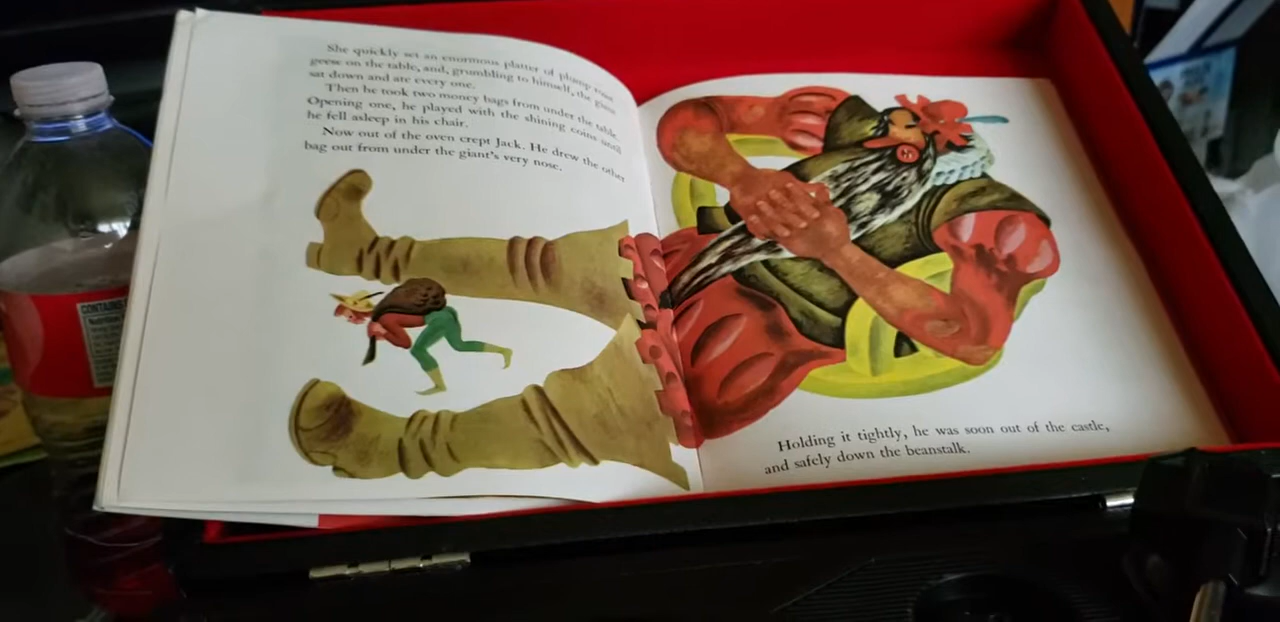 She quickly set an enormous platter of plump roast
geese on the table, and, grumbling to himself, the giant
sat down and ate every one.
Then he took two money bags from under the table.
Opening one, he played with the shining coins until
he fell asleep in his chair.
Now out of the oven crept Jack. He drew the other
bag out from under the giant's very nose.
Holding it tightly, he was soon out of the castle,
and safely down the beanstalk.